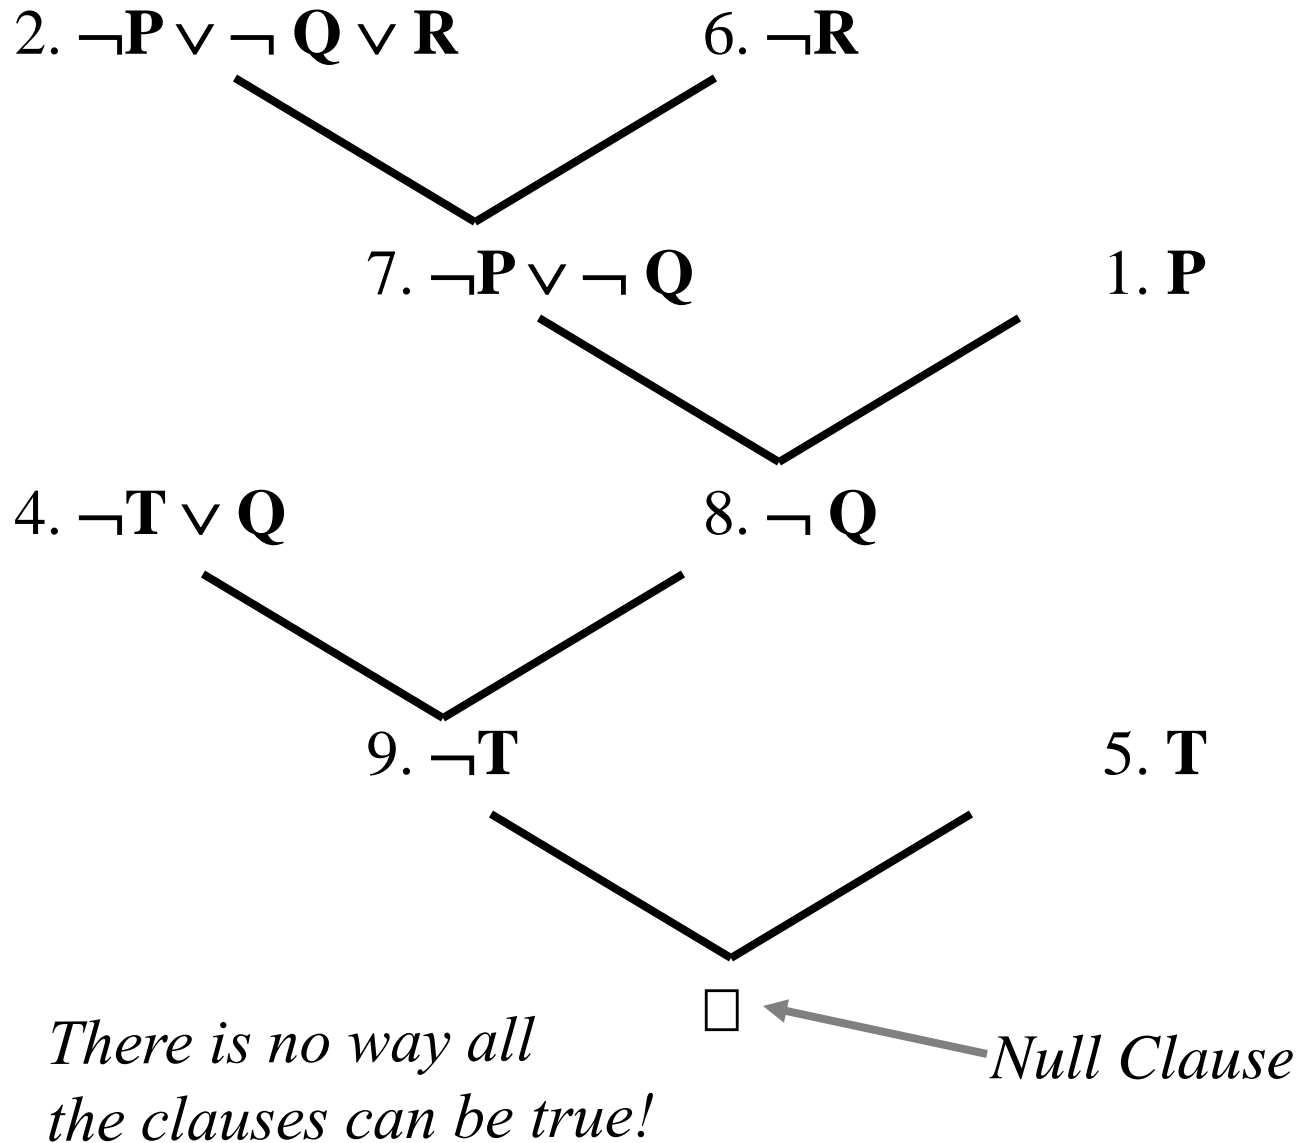 2. ¬P ∨ ¬ Q ∨ R 6. ¬R
7. ¬P ∨ ¬ Q 1. P
4. ¬T ∨ Q 8. ¬ Q
9. ¬T 5. T
□
There is no way all
Null Clause
the clauses can be true!